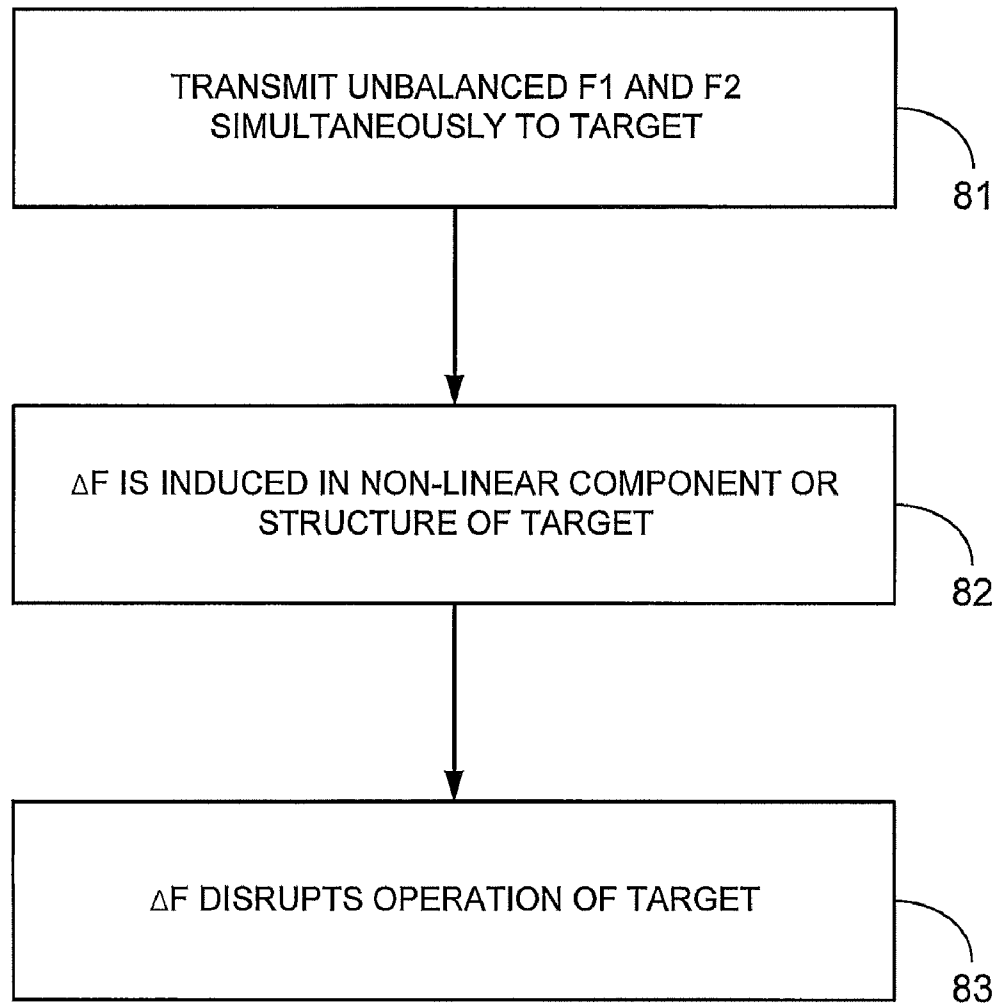 TRANSMIT UNBALANCED F1 AND F2
SIMULTANEOUSLY TO TARGET
81
ΔF IS INDUCED IN NON-LINEAR COMPONENT OR
STRUCTURE OF TARGET
82
ΔF DISRUPTS OPERATION OF TARGET
83